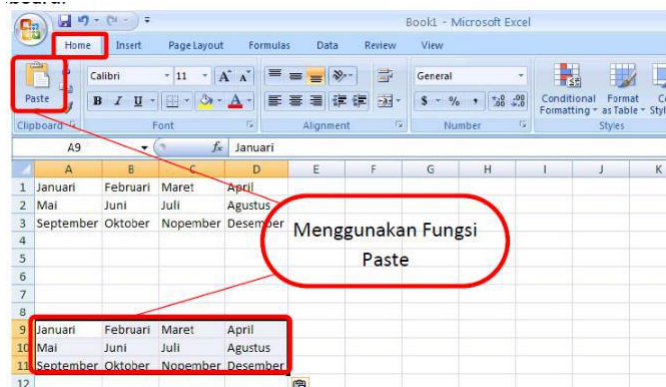 Book1 - Microsoft Excel
Home Insert Page Layout Formulas Data Review View
Paste
Calibri 11 A A
B I U A
General
$ % ,
Conditional Formatting
Format as Table
Clipboard Font Alignment Number Styles
A9 fx Januari
A B C D E F G H I J K
1 Januari Februari Maret April
2 Mai Juni Juli Agustus
3 September Oktober Nopember Desember
4
5
6
7
8
9 Januari Februari Maret April
10 Mai Juni Juli Agustus
11 September Oktober Nopember Desember
12
Menggunakan Fungsi
Paste